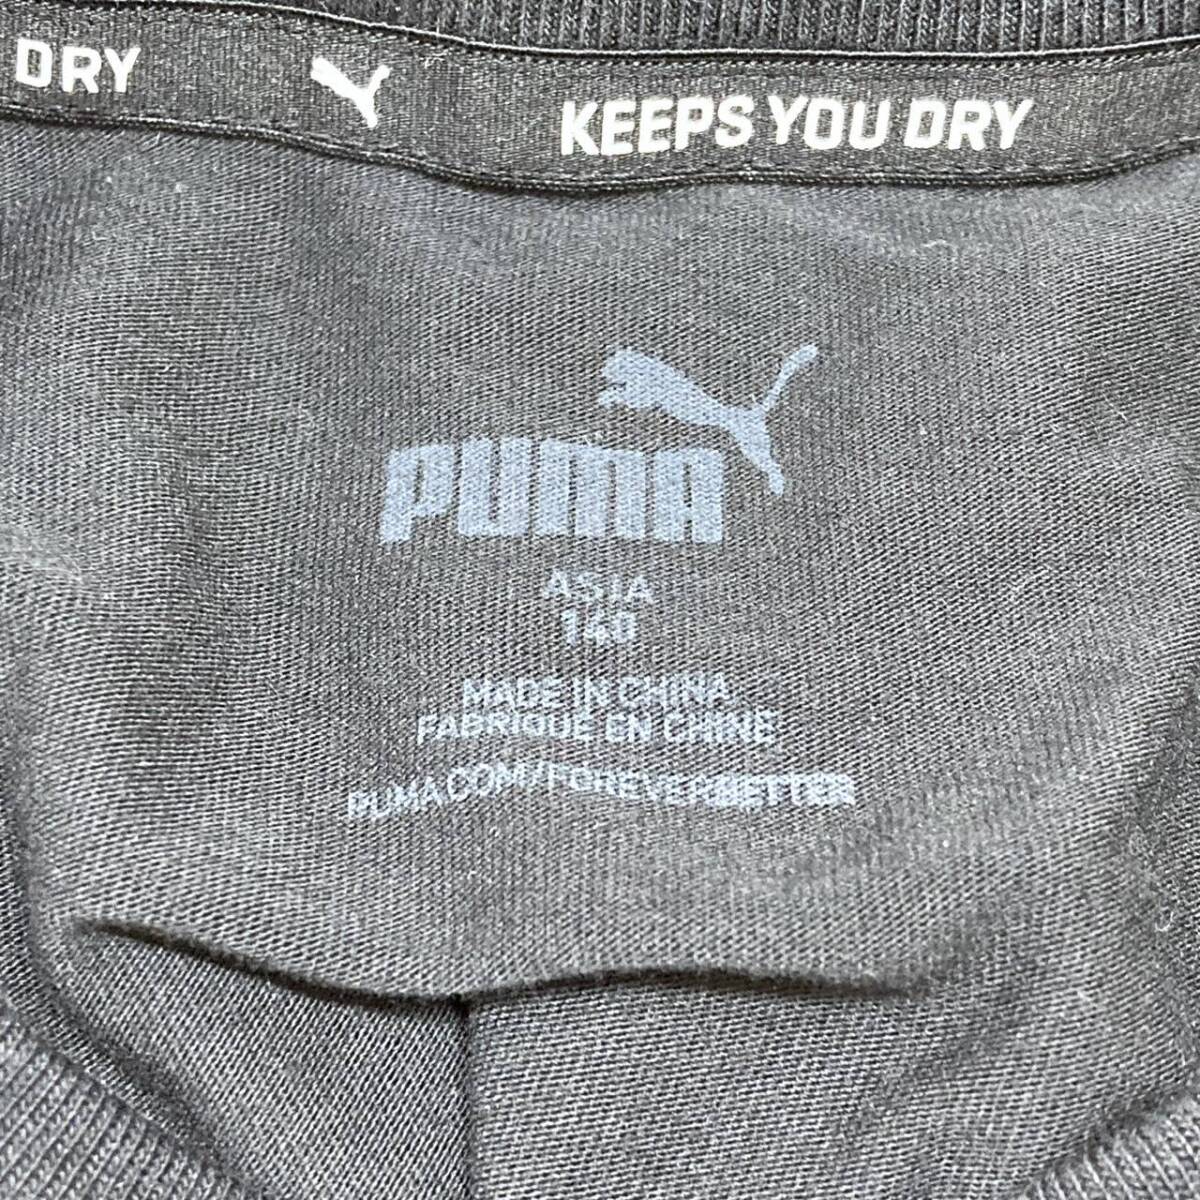 DRY KEEPS YOU DRY
PUMA
ASIA
140
MADE IN CHINA
FABRIQUE EN CHINE
PUMA.COM/FOREVERBETTER